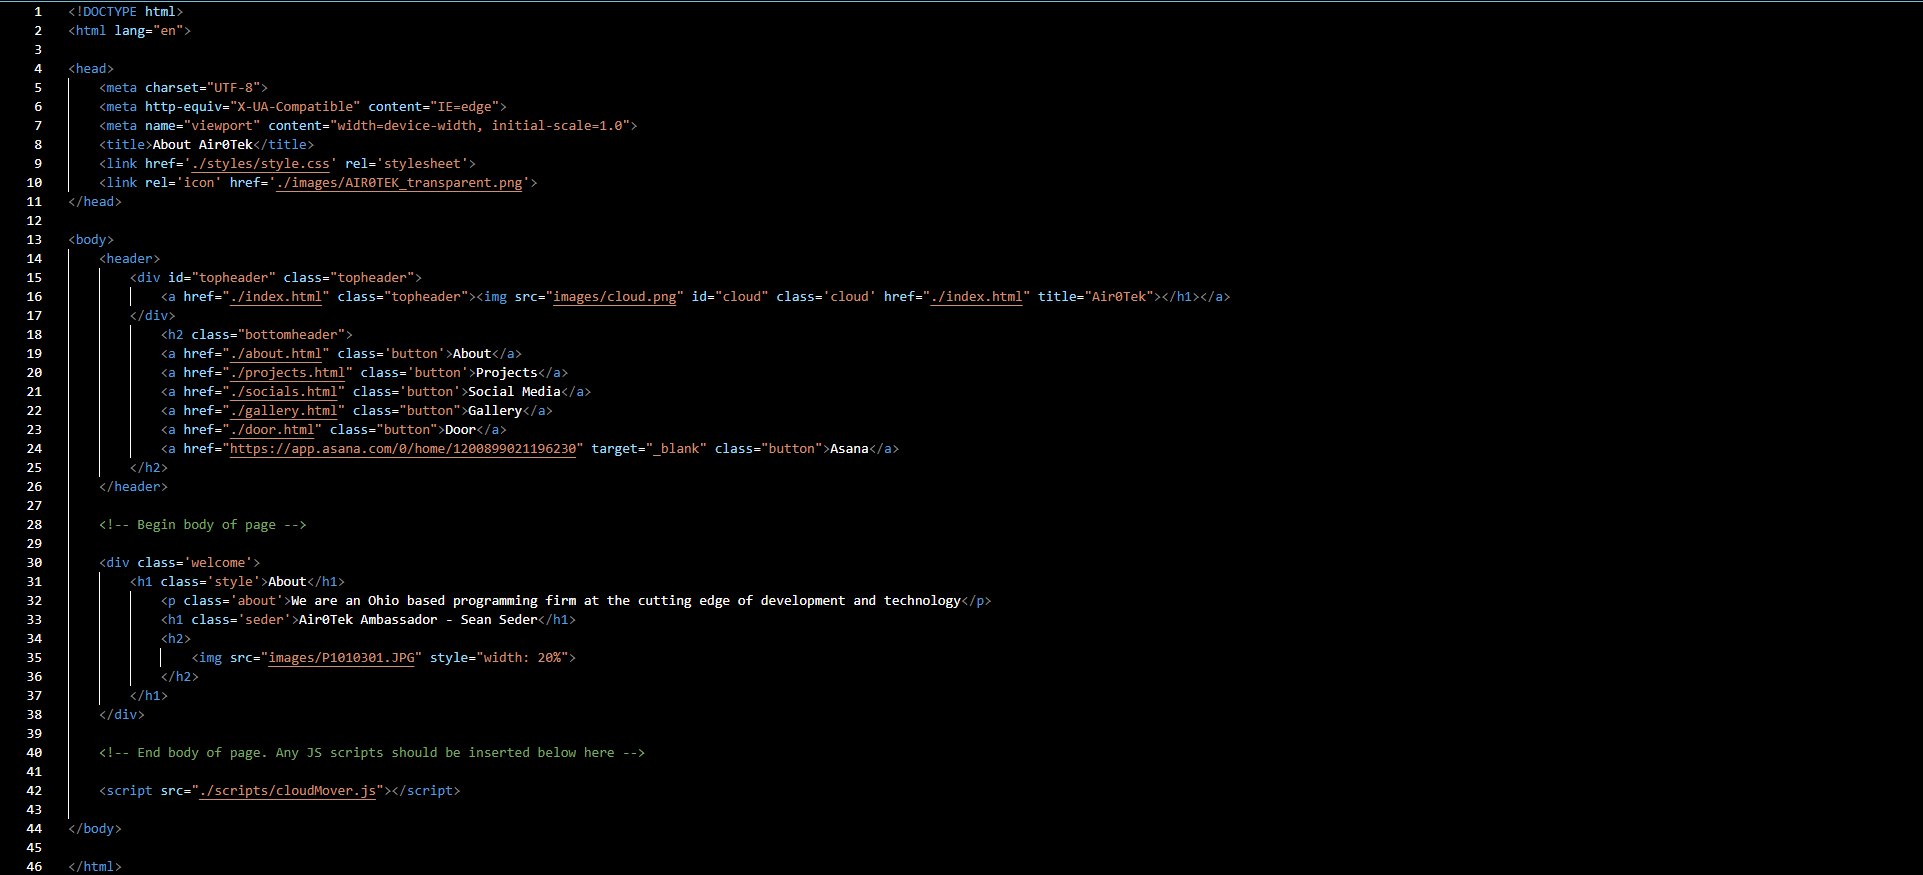 1 <!DOCTYPE html>
2 <html lang="en">
3
4 <head>
5     <meta charset="UTF-8">
6     <meta http-equiv="X-UA-Compatible" content="IE=edge">
7     <meta name="viewport" content="width=device-width, initial-scale=1.0">
8     <title>About Air0Tek</title>
9     <link href='./styles/style.css' rel='stylesheet'>
10     <link rel='icon' href='./images/AIR0TEK_transparent.png'>
11 </head>
12
13 <body>
14     <header>
15         <div id="topheader" class="topheader">
16             <a href="./index.html" class="topheader"><img src="images/cloud.png" id="cloud" class='cloud' href="./index.html" title="Air0Tek"></h1></a>
17         </div>
18             <h2 class="bottomheader">
19             <a href="./about.html" class='button'>About</a>
20             <a href="./projects.html" class='button'>Projects</a>
21             <a href="./socials.html" class='button'>Social Media</a>
22             <a href="./gallery.html" class="button">Gallery</a>
23             <a href="./door.html" class="button">Door</a>
24             <a href="https://app.asana.com/0/home/1200899021196230" target="_blank" class="button">Asana</a>
25         </h2>
26     </header>
27
28     <!-- Begin body of page -->
29
30     <div class='welcome'>
31         <h1 class='style'>About</h1>
32             <p class='about'>We are an Ohio based programming firm at the cutting edge of development and technology</p>
33             <h1 class='seder'>Air0Tek Ambassador - Sean Seder</h1>
34             <h2>
35                 <img src="images/P1010301.JPG" style="width: 20%">
36             </h2>
37         </h1>
38     </div>
39
40     <!-- End body of page. Any JS scripts should be inserted below here -->
41
42     <script src="./scripts/cloudMover.js"></script>
43
44 </body>
45
46 </html>